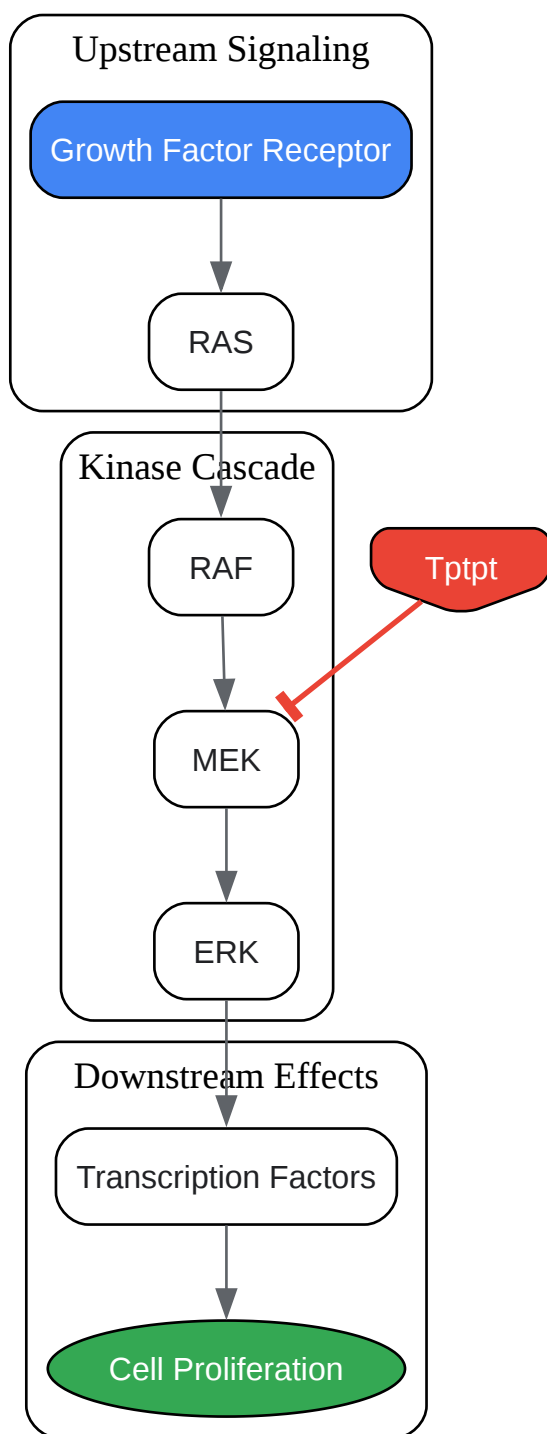 Upstream Signaling
Growth Factor Receptor
RAS
Kinase Cascade
RAF
Tptpt
MEK
ERK
Downstream Effects
Transcription Factors
Cell Proliferation